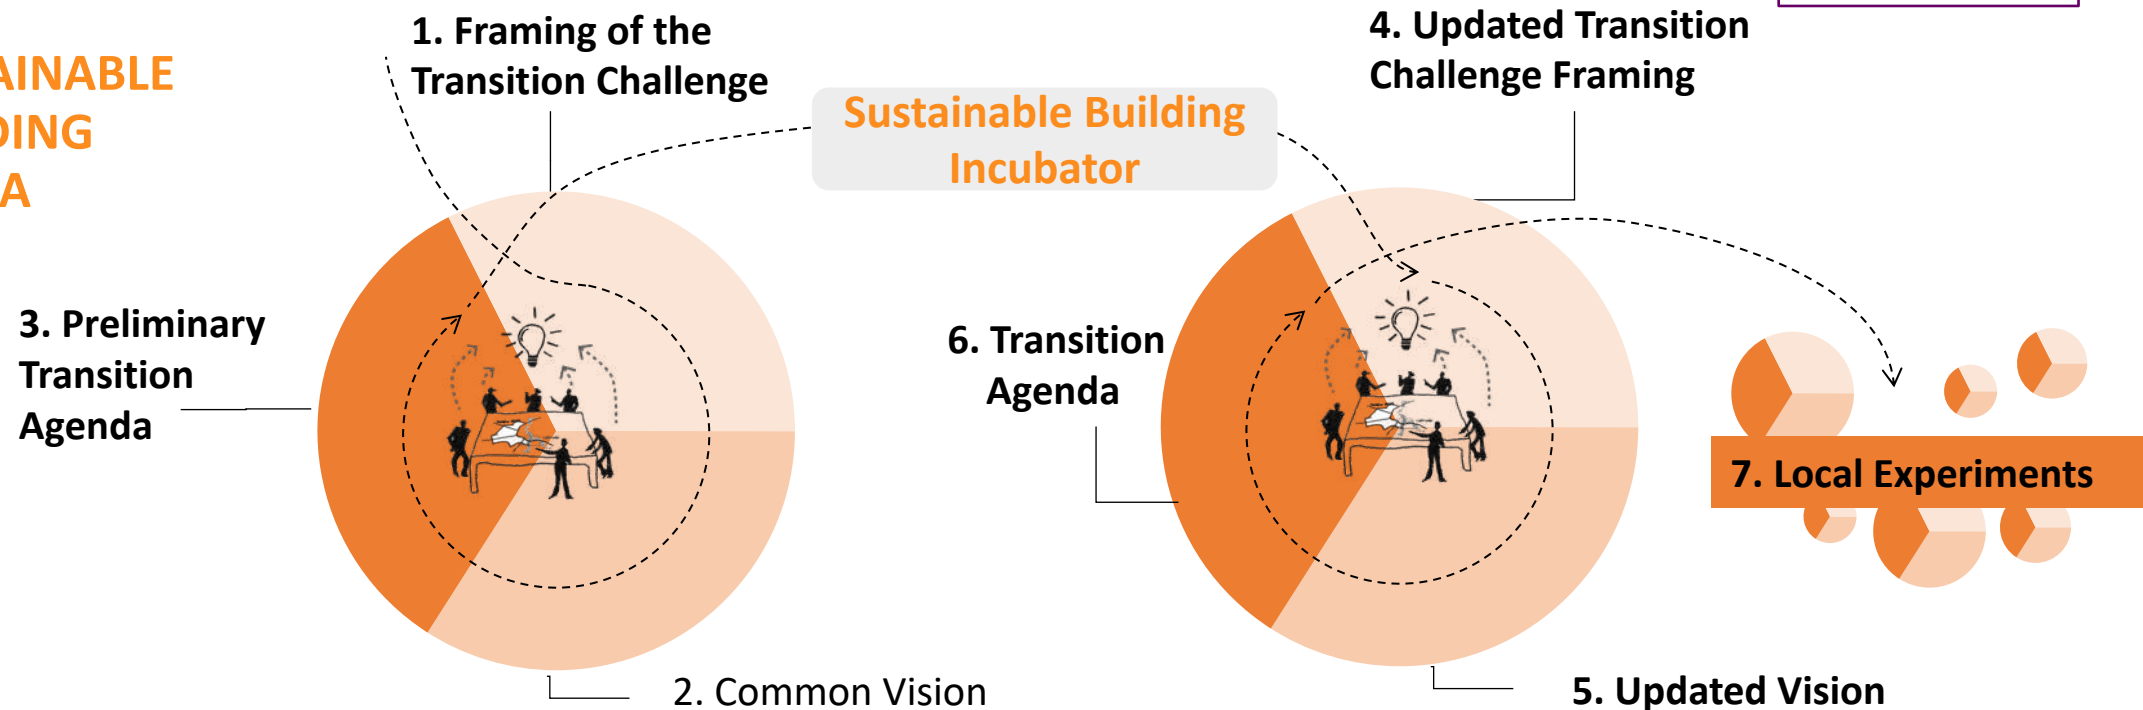 AINABLE
DING
A
1. Framing of the
Transition Challenge
Sustainable Building
Incubator
4. Updated Transition
Challenge Framing
3. Preliminary
Transition
Agenda
6. Transition
Agenda
7. Local Experiments
2. Common Vision
5. Updated Vision